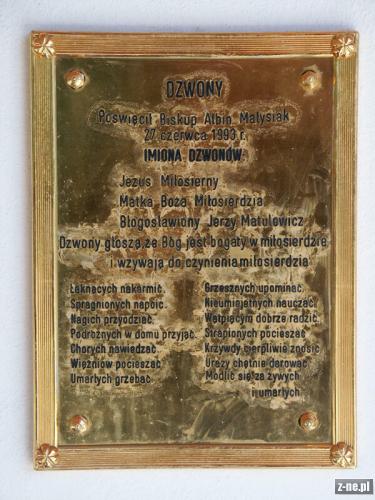 DZWONY
Poświęcił Biskup Albin Małysiak
27 czerwca 1993 r.
IMIONA DZWONÓW:
Jezus Miłosierny
Matka Boża Miłosierdzia
Błogosławiony Jerzy Matulewicz
Dzwony głoszą, że Bóg jest bogaty w miłosierdzie
i wzywają do czynienia miłosierdzia
Łaknących nakarmić.
Spragnionych napoić.
Nagich przyodziać.
Podróżnych w domu przyjąć.
Chorych nawiedzać.
Więźniów pocieszać
Umarłych grzebać.
Grzesznych upominać.
Nieumiejętnych nauczać.
Wątpiącym dobrze radzić.
Strapionych pocieszać
Krzywdy cierpliwie znosić
Urazy chętnie darować
Modlić się za żywych
i umarłych
z-ne.pl